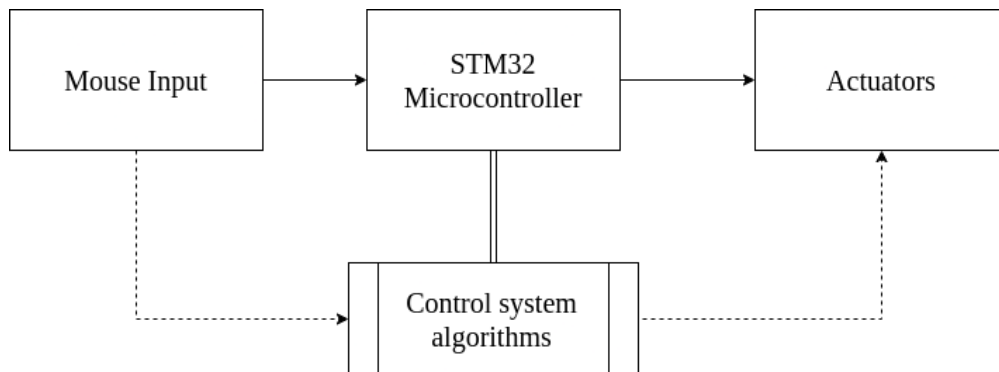 Mouse Input
STM32
Microcontroller
Actuators
Control system
algorithms